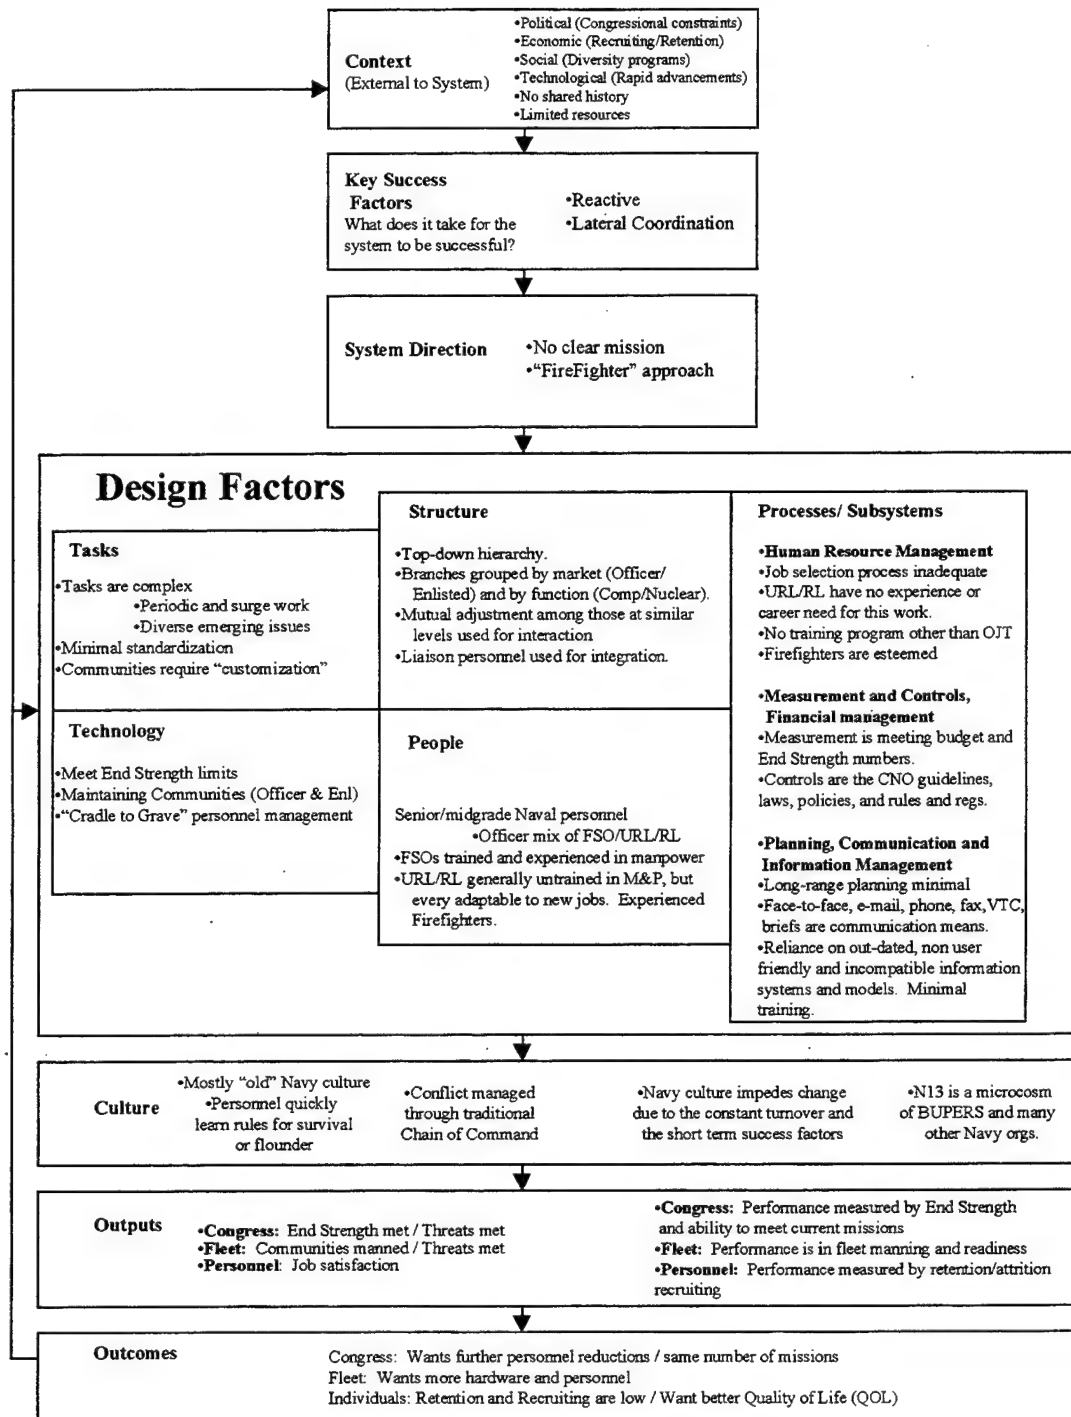 Context
(External to System)
•Political (Congressional constraints)
•Economic (Recruiting/Retention)
•Social (Diversity programs)
•Technological (Rapid advancements)
•No shared history
•Limited resources
Key Success
Factors
What does it take for the
system to be successful?
•Reactive
•Lateral Coordination
System Direction
•No clear mission
•“FireFighter” approach
Design Factors
Tasks
•Tasks are complex
•Periodic and surge work
•Diverse emerging issues
•Minimal standardization
•Communities require “customization”
Structure
•Top-down hierarchy.
•Branches grouped by market (Officer/
Enlisted) and by function (Comp/Nuclear).
•Mutual adjustment among those at similar
levels used for interaction
•Liaison personnel used for integration.
Technology
•Meet End Strength limits
•Maintaining Communities (Officer & Enl)
•“Cradle to Grave” personnel management
People
Senior/midgrade Naval personnel
•Officer mix of FSO/URL/RL
•FSOs trained and experienced in manpower
•URL/RL generally untrained in M&P, but
every adaptable to new jobs. Experienced
Firefighters.
Processes/ Subsystems
•Human Resource Management
•Job selection process inadequate
•URL/RL have no experience or
career need for this work.
•No training program other than OJT
•Firefighters are esteemed
•Measurement and Controls,
Financial management
•Measurement is meeting budget and
End Strength numbers.
•Controls are the CNO guidelines,
laws, policies, and rules and regs.
•Planning, Communication and
Information Management
•Long-range planning minimal
•Face-to-face, e-mail, phone, fax,VTC,
briefs are communication means.
•Reliance on out-dated, non user
friendly and incompatible information
systems and models. Minimal
training.
Culture
•Mostly “old” Navy culture
•Personnel quickly
learn rules for survival
or flounder
•Conflict managed
through traditional
Chain of Command
•Navy culture impedes change
due to the constant turnover and
the short term success factors
•N13 is a microcosm
of BUPERS and many
other Navy orgs.
Outputs
•Congress: End Strength met / Threats met
•Fleet: Communities manned / Threats met
•Personnel: Job satisfaction
•Congress: Performance measured by End Strength
and ability to meet current missions
•Fleet: Performance is in fleet manning and readiness
•Personnel: Performance measured by retention/attrition
recruiting
Outcomes
Congress: Wants further personnel reductions / same number of missions
Fleet: Wants more hardware and personnel
Individuals: Retention and Recruiting are low / Want better Quality of Life (QOL)